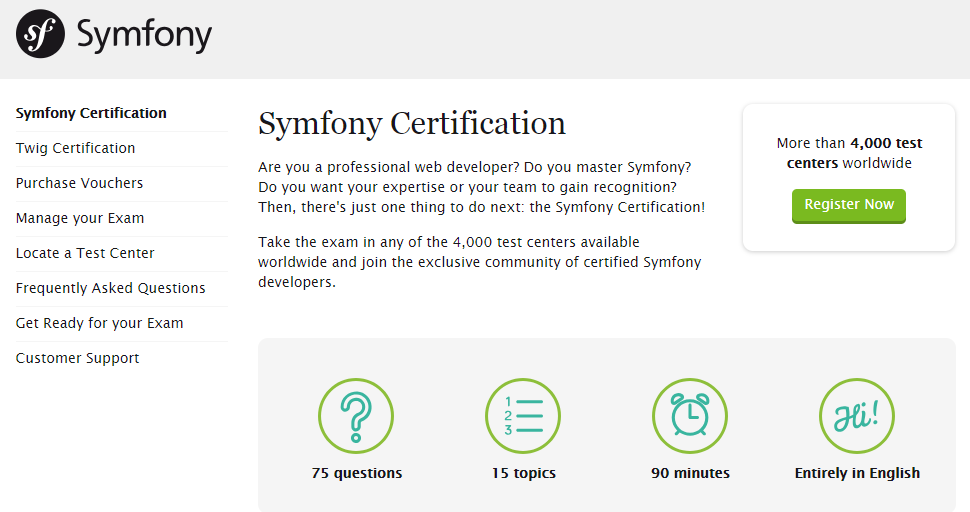 sf Symfony
Symfony Certification
Twig Certification
Purchase Vouchers
Manage your Exam
Locate a Test Center
Frequently Asked Questions
Get Ready for your Exam
Customer Support
Symfony Certification
Are you a professional web developer? Do you master Symfony?
Do you want your expertise or your team to gain recognition?
Then, there's just one thing to do next: the Symfony Certification!
Take the exam in any of the 4,000 test centers available
worldwide and join the exclusive community of certified Symfony
developers.
More than 4,000 test
centers worldwide
Register Now
?
1
2
3
Hi!
75 questions
15 topics
90 minutes
Entirely in English